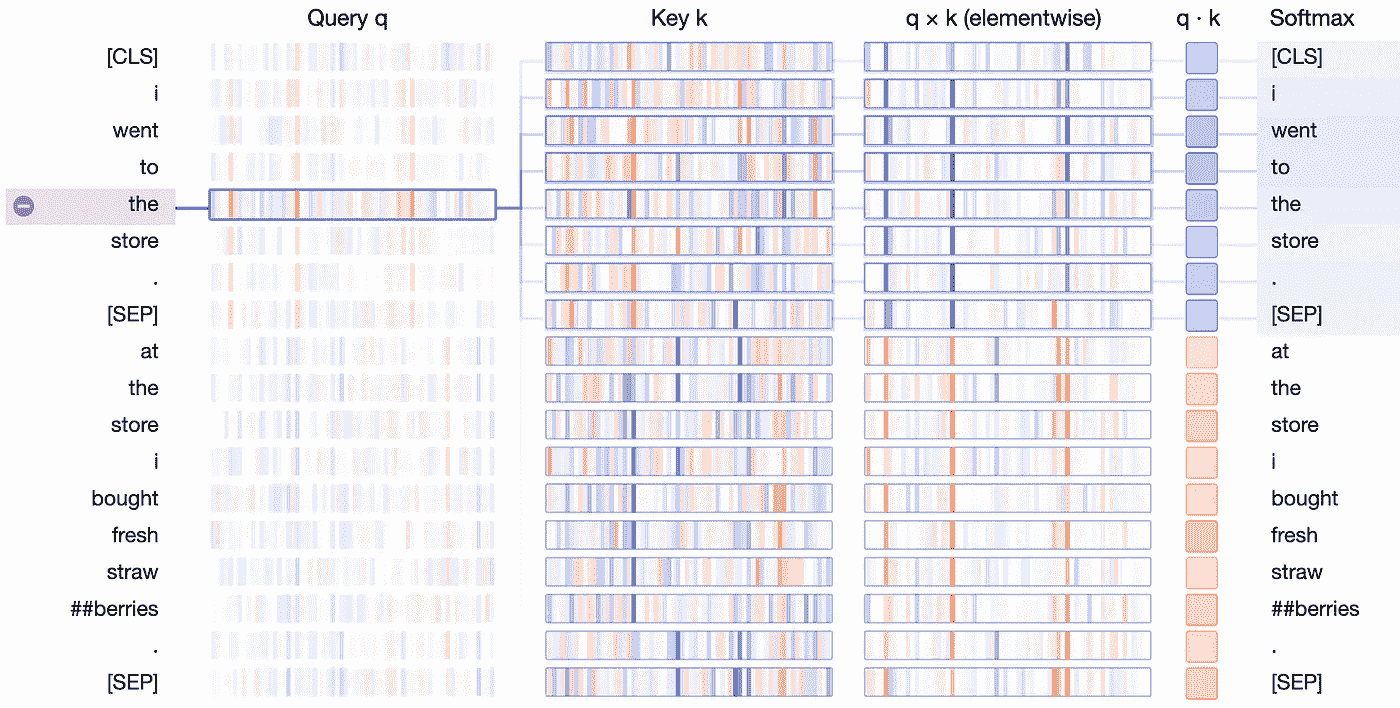 Query q Key k q × k (elementwise) q · k Softmax
[CLS] [CLS]
i i
went went
to to
the the
store store
. .
[SEP] [SEP]
at at
the the
store store
i i
bought bought
fresh fresh
straw straw
##berries ##berries
. .
[SEP] [SEP]